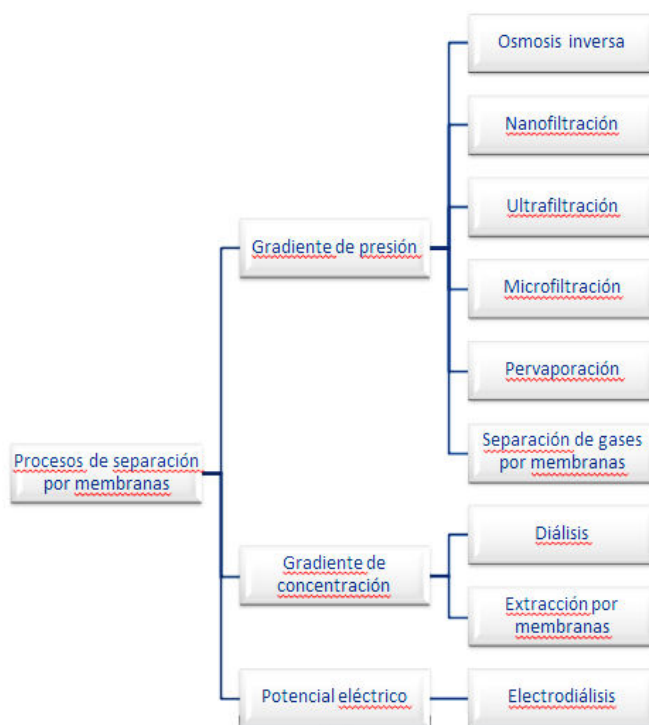 Osmosis inversa
Nanofiltración
Ultrafiltración
Gradiente de presión
Microfiltración
Pervaporación
Separación de gases
por membranas
Procesos de separación
por membranas
Diálisis
Gradiente de
concentración
Extracción por
membranas
Potencial eléctrico
Electrodiálisis